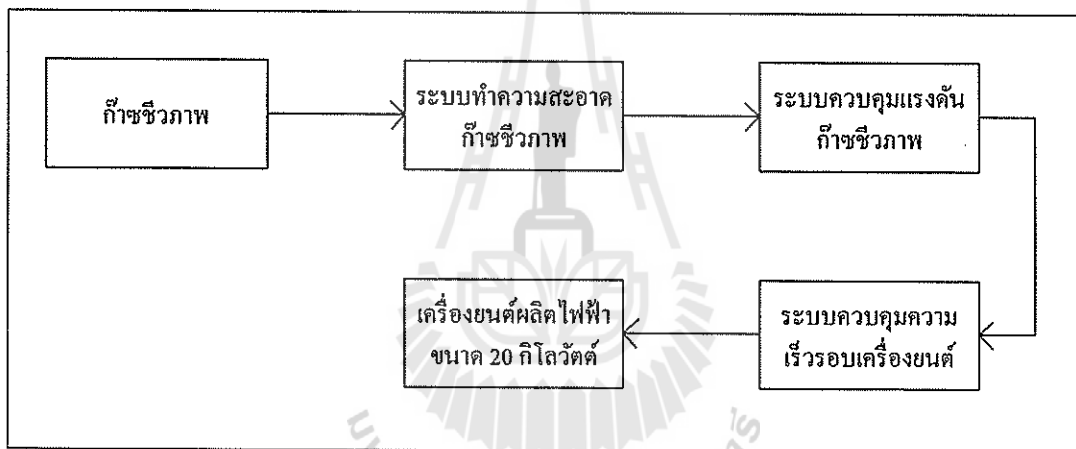 ก๊าซชีวภาพ
ระบบทำความสะอาด
ก๊าซชีวภาพ
ระบบควบคุมแรงดัน
ก๊าซชีวภาพ
ระบบควบคุมความ
เร็วรอบเครื่องยนต์
เครื่องยนต์ผลิตไฟฟ้า
ขนาด 20 กิโลวัตต์